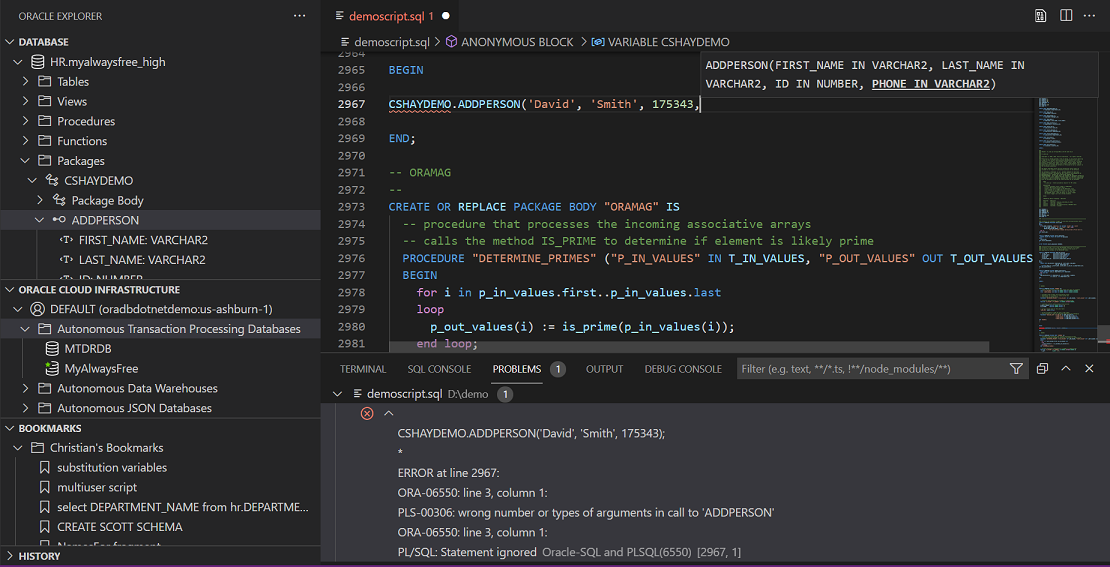 ORACLE EXPLORER
DATABASE
HR.myalwaysfree_high
Tables
Views
Procedures
Functions
Packages
CSHAYDEMO
Package Body
ADDPERSON
FIRST_NAME: VARCHAR2
LAST_NAME: VARCHAR2
ID: NUMBER
ORACLE CLOUD INFRASTRUCTURE
DEFAULT (oradbdotnetdemo:us-ashburn-1)
Autonomous Transaction Processing Databases
MTDRDB
MyAlwaysFree
Autonomous Data Warehouses
Autonomous JSON Databases
BOOKMARKS
Christian's Bookmarks
substitution variables
multiuser script
select DEPARTMENT_NAME from hr.DEPARTME...
CREATE SCOTT SCHEMA
NamesFor fragment
HISTORY
demoscript.sql 1
demoscript.sql > ANONYMOUS BLOCK > VARIABLE CSHAYDEMO
2964
2965 BEGIN
2966
2967 CSHAYDEMO.ADDPERSON('David', 'Smith', 175343,
2968
2969 END;
2970
2971 -- ORAMAG
2972 --
2973 CREATE OR REPLACE PACKAGE BODY "ORAMAG" IS
2974 -- procedure that processes the incoming associative arrays
2975 -- calls the method IS_PRIME to determine if element is likely prime
2976 PROCEDURE "DETERMINE_PRIMES" ("P_IN_VALUES" IN T_IN_VALUES, "P_OUT_VALUES" OUT T_OUT_VALUES
2977 BEGIN
2978 for i in p_in_values.first..p_in_values.last
2979 loop
2980 p_out_values(i) := is_prime(p_in_values(i));
2981 end loop;
ADDPERSON(FIRST_NAME IN VARCHAR2, LAST_NAME IN
VARCHAR2, ID IN NUMBER, PHONE IN VARCHAR2)
TERMINAL SQL CONSOLE PROBLEMS 1 OUTPUT DEBUG CONSOLE Filter (e.g. text, **/*.ts, !**/node_modules/**)
demoscript.sql D:\demo 1
CSHAYDEMO.ADDPERSON('David', 'Smith', 175343);
*
ERROR at line 2967:
ORA-06550: line 3, column 1:
PLS-00306: wrong number or types of arguments in call to 'ADDPERSON'
ORA-06550: line 3, column 1:
PL/SQL: Statement ignored Oracle-SQL and PLSQL(6550) [2967, 1]